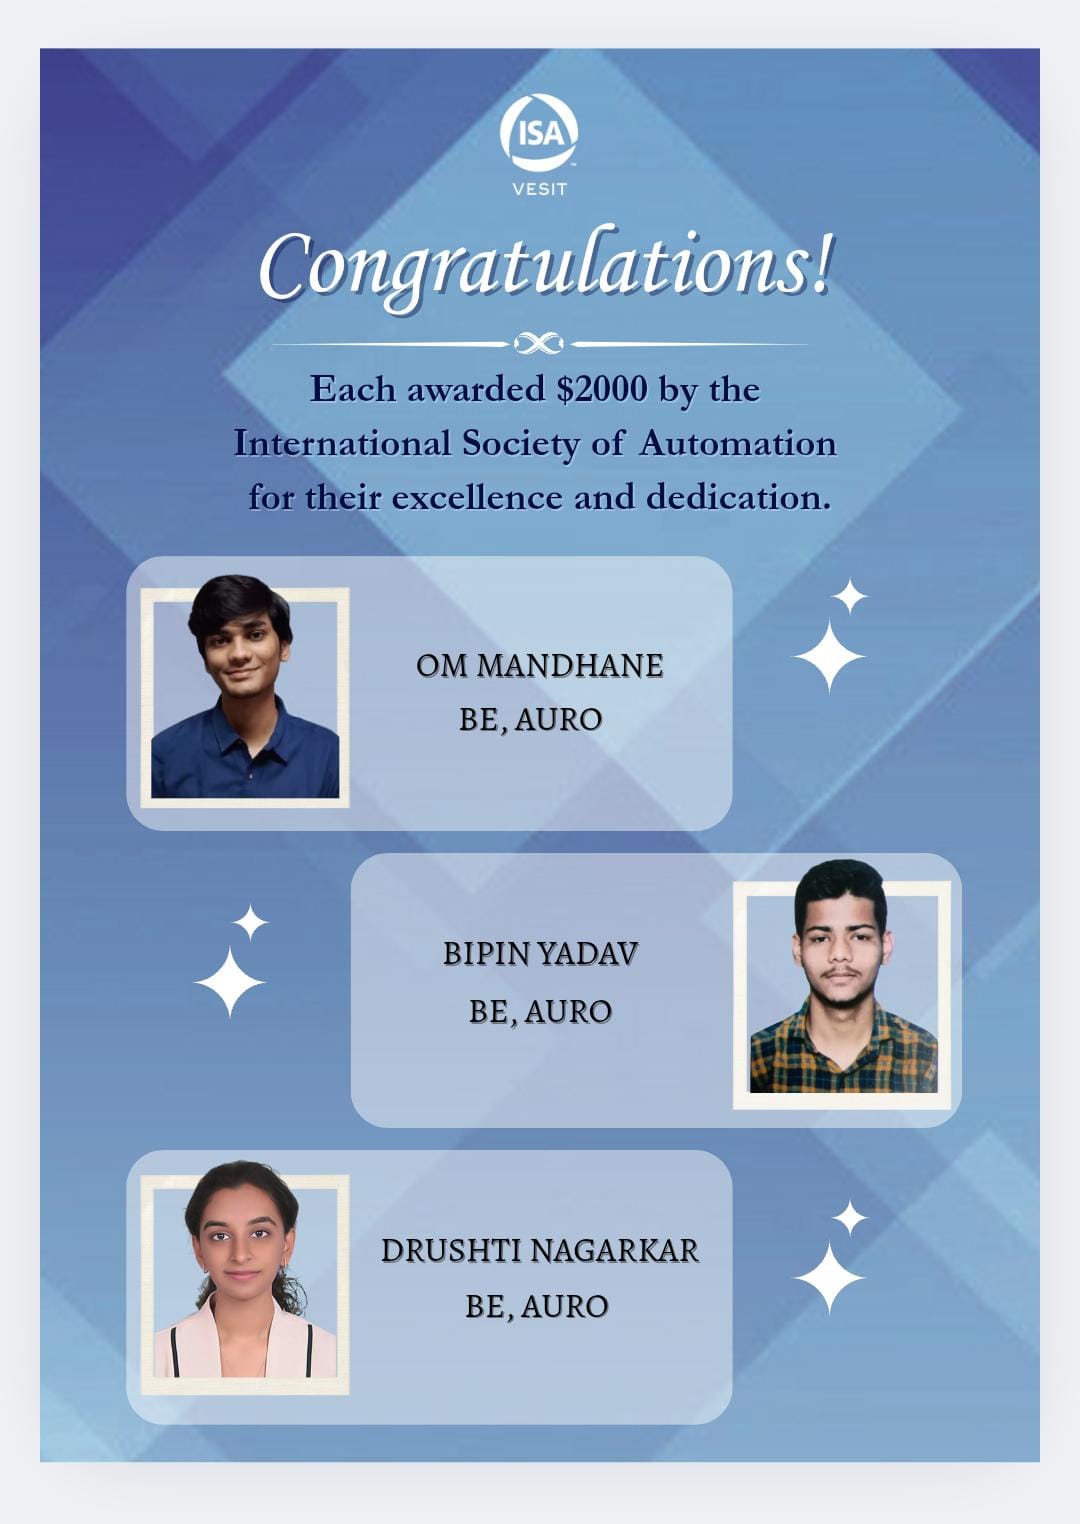 ISA
VESIT
Congratulations!
Each awarded $2000 by the
International Society of Automation
for their excellence and dedication.
OM MANDHANE
BE, AURO
BIPIN YADAV
BE, AURO
DRUSHTI NAGARKAR
BE, AURO